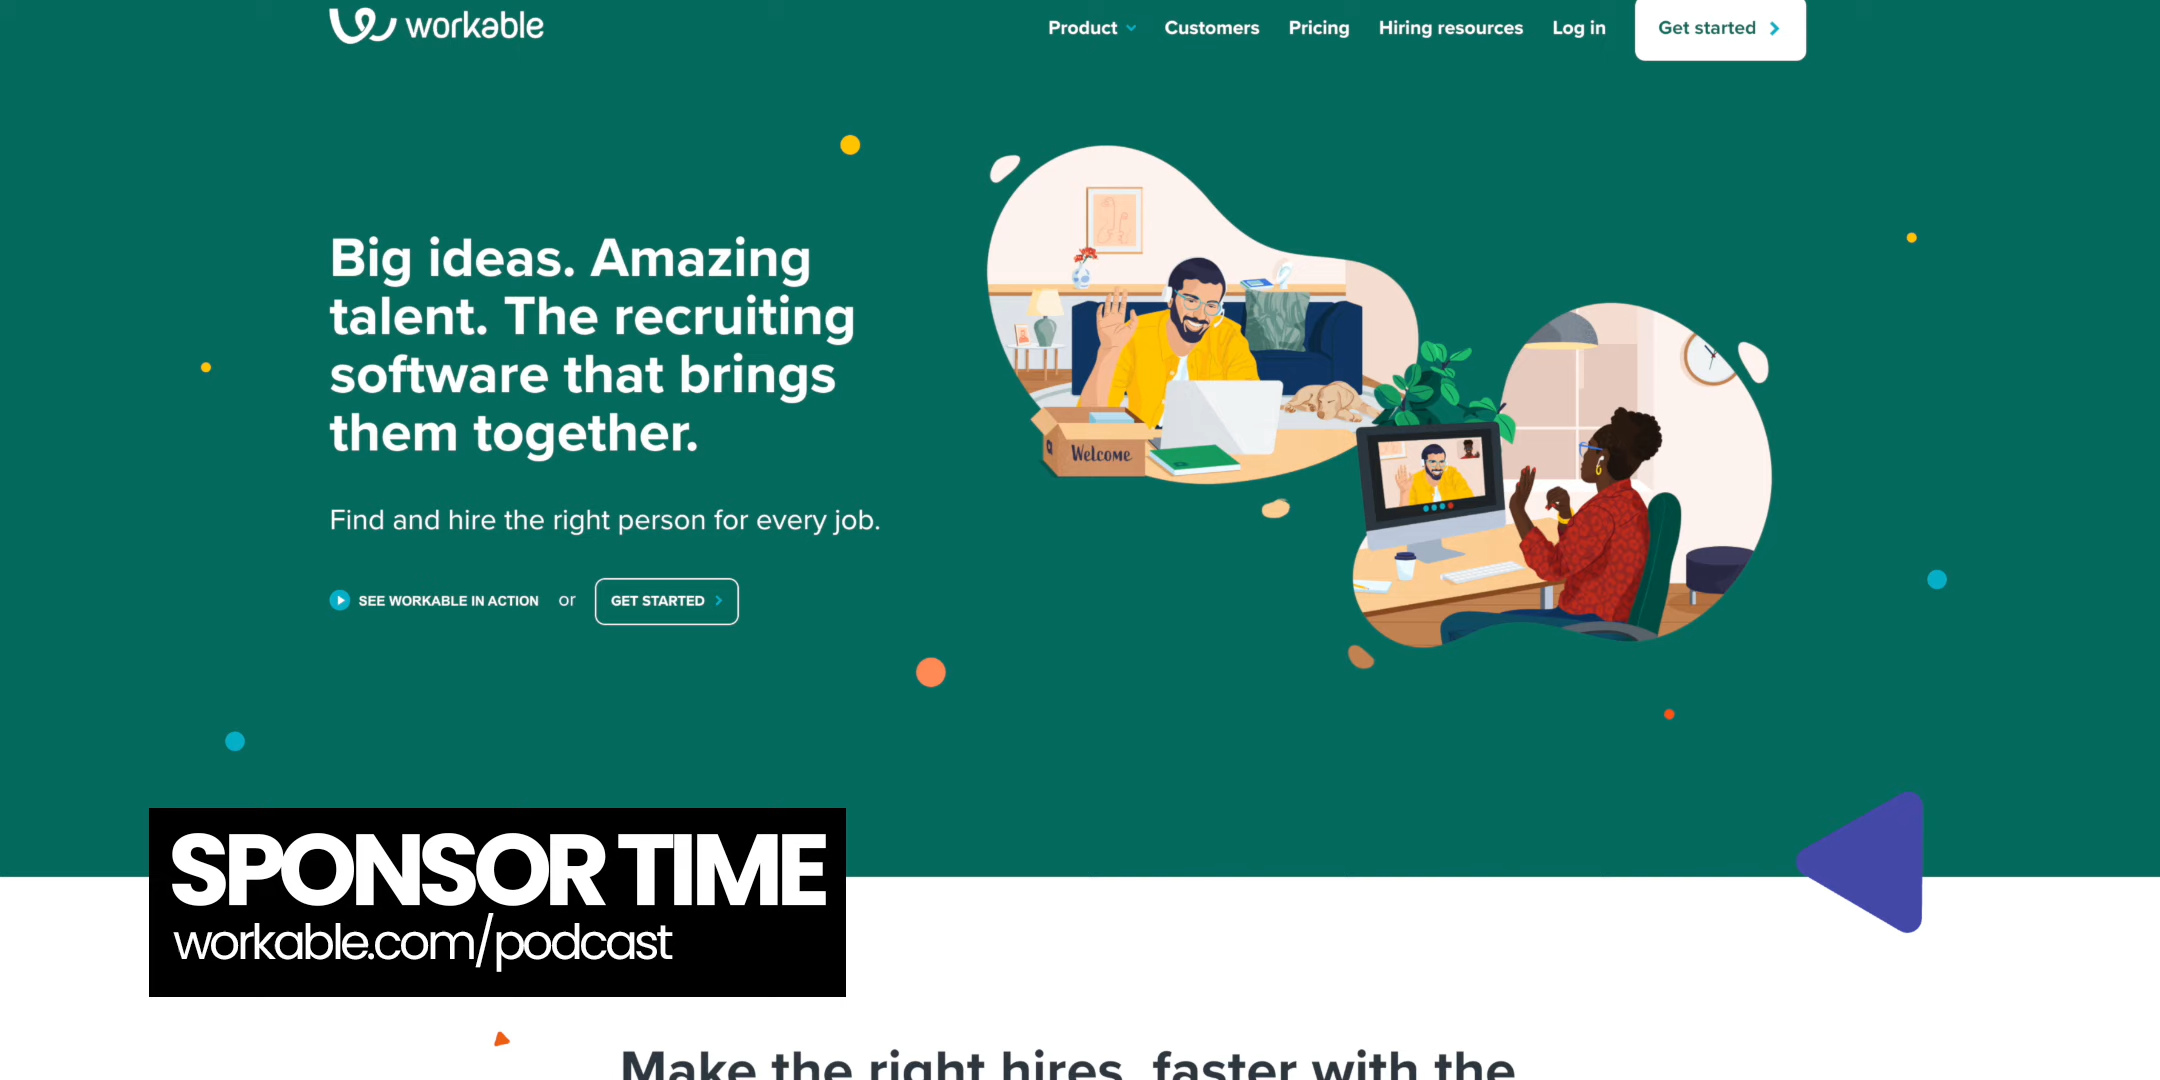 workable
Product
Customers
Pricing
Hiring resources
Log in
Get started
Big ideas. Amazing
talent. The recruiting
software that brings
them together.
Welcome
Find and hire the right person for every job.
SEE WORKABLE IN ACTION or GET STARTED
SPONSOR TIME
workable.com/podcast
Make the right hires, faster with the